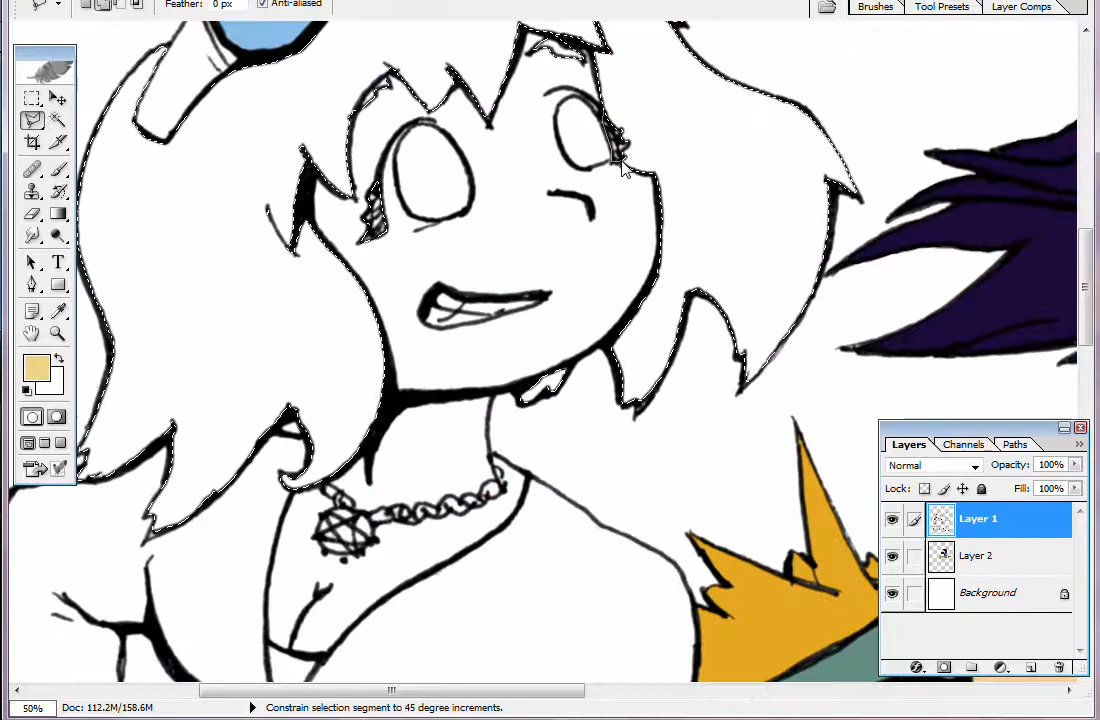 Feather: 0 px Anti-aliased
Brushes Tool Presets Layer Comps
T
Layers Channels Paths
Normal Opacity: 100%
Lock: Fill: 100%
Layer 1
Layer 2
Background
50% Doc: 112.2M/158.6M Constrain selection segment to 45 degree increments.